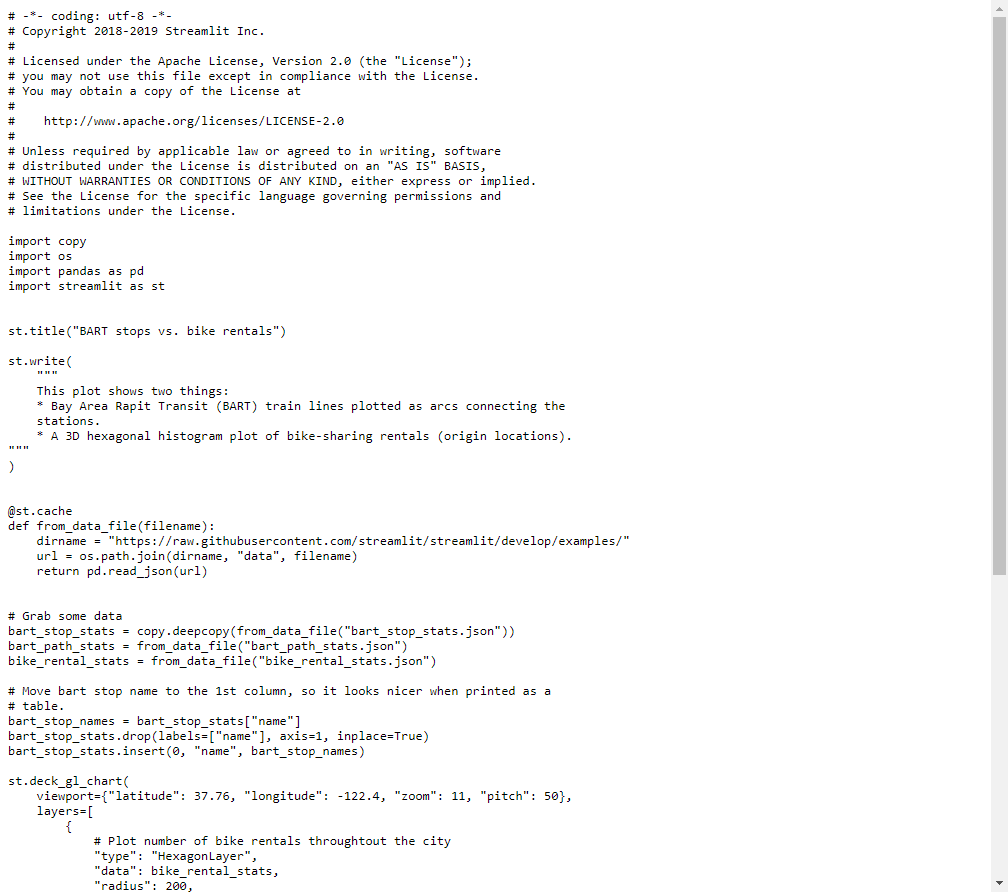 # -*- coding: utf-8 -*-
# Copyright 2018-2019 Streamlit Inc.
#
# Licensed under the Apache License, Version 2.0 (the "License");
# you may not use this file except in compliance with the License.
# You may obtain a copy of the License at
#
#    http://www.apache.org/licenses/LICENSE-2.0
#
# Unless required by applicable law or agreed to in writing, software
# distributed under the License is distributed on an "AS IS" BASIS,
# WITHOUT WARRANTIES OR CONDITIONS OF ANY KIND, either express or implied.
# See the License for the specific language governing permissions and
# limitations under the License.

import copy
import os
import pandas as pd
import streamlit as st


st.title("BART stops vs. bike rentals")

st.write(
    """
    This plot shows two things:
    * Bay Area Rapit Transit (BART) train lines plotted as arcs connecting the
    stations.
    * A 3D hexagonal histogram plot of bike-sharing rentals (origin locations).
"""
)


@st.cache
def from_data_file(filename):
    dirname = "https://raw.githubusercontent.com/streamlit/streamlit/develop/examples/"
    url = os.path.join(dirname, "data", filename)
    return pd.read_json(url)


# Grab some data
bart_stop_stats = copy.deepcopy(from_data_file("bart_stop_stats.json"))
bart_path_stats = from_data_file("bart_path_stats.json")
bike_rental_stats = from_data_file("bike_rental_stats.json")

# Move bart stop name to the 1st column, so it looks nicer when printed as a
# table.
bart_stop_names = bart_stop_stats["name"]
bart_stop_stats.drop(labels=["name"], axis=1, inplace=True)
bart_stop_stats.insert(0, "name", bart_stop_names)

st.deck_gl_chart(
    viewport={"latitude": 37.76, "longitude": -122.4, "zoom": 11, "pitch": 50},
    layers=[
        {
            # Plot number of bike rentals throughtout the city
            "type": "HexagonLayer",
            "data": bike_rental_stats,
            "radius": 200,